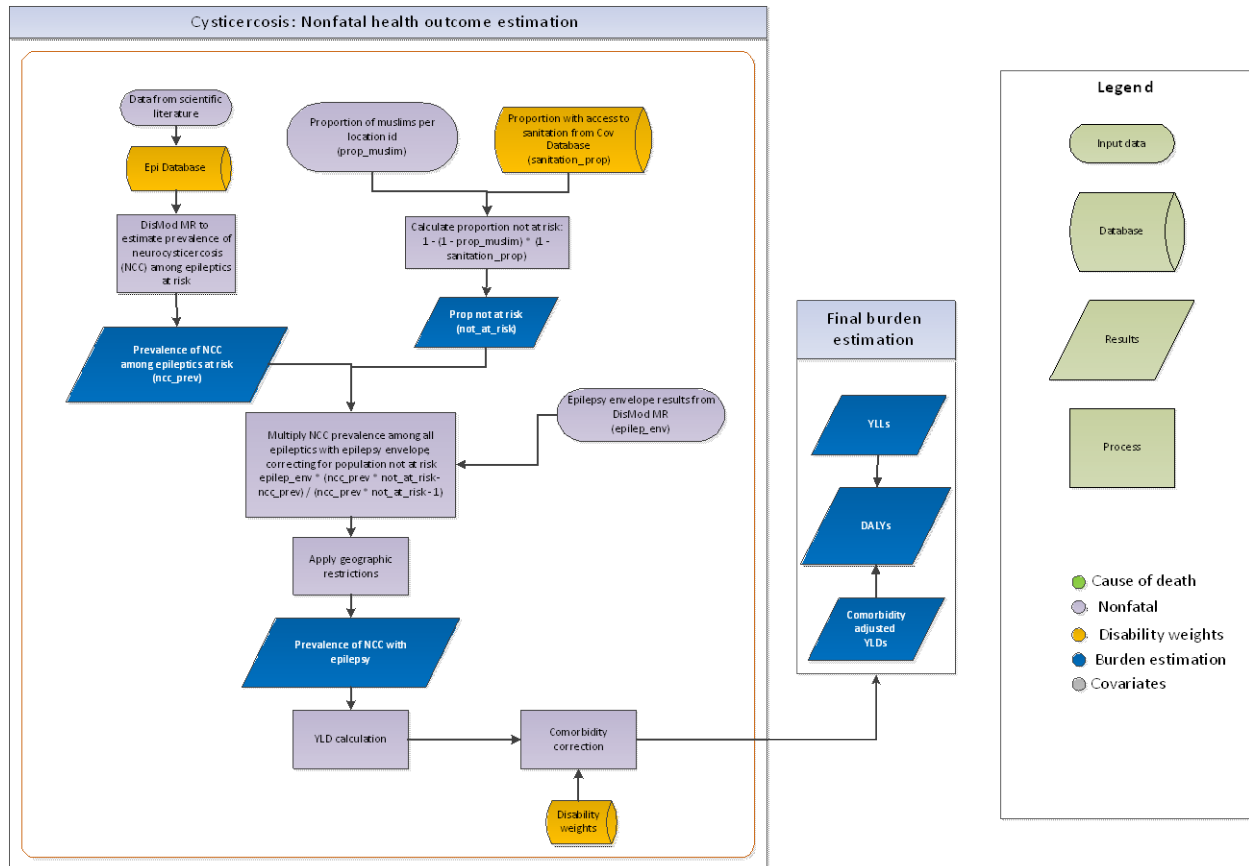 Cysticercosis: Nonfatal health outcome estimation
Data from scientific
literature
Epi Database
DisMod MR to
estimate prevalence of
neurocysticercosis
(NCC) among epileptics
at risk
Prevalence of NCC
among epileptics at risk
(ncc_prev)
Proportion of muslims per
location id
(prop_muslim)
Proportion with access to
sanitation from Cov
Database
(sanitation_prop)
Calculate proportion not at risk:
1 - (1 - prop_muslim) * (1 -
sanitation_prop)
Prop not at risk
(not_at_risk)
Epilepsy envelope results from
DisMod MR
(epilep_env)
Multiply NCC prevalence among all
epileptics with epilepsy envelope,
correcting for population not at risk
epilep_env * (ncc_prev * not_at_risk-
ncc_prev) / (ncc_prev * not_at_risk - 1)
Apply geographic
restrictions
Prevalence of NCC with
epilepsy
YLD calculation
Comorbidity
correction
Disability
weights
Final burden
estimation
YLLs
DALYs
Comorbidity
adjusted
YLDs
Legend
Input data
Database
Results
Process
Cause of death
Nonfatal
Disability weights
Burden estimation
Covariates